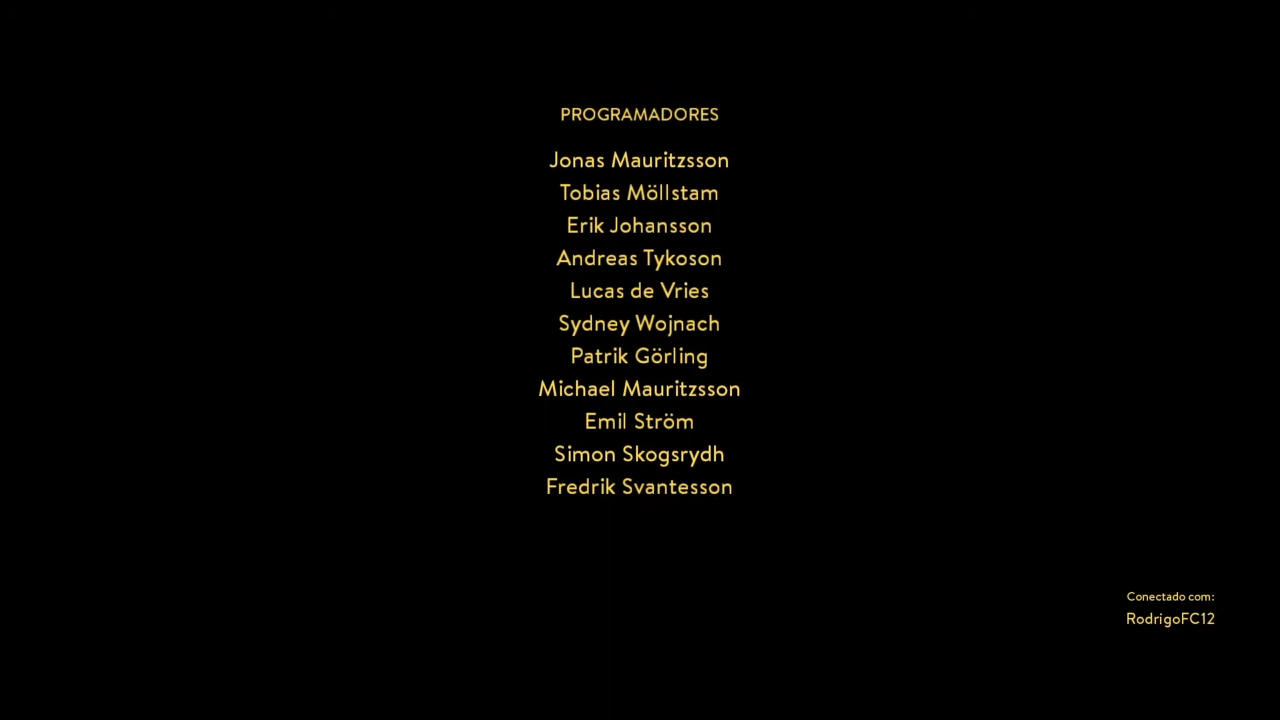 PROGRAMADORES
Jonas Mauritzsson
Tobias Möllstam
Erik Johansson
Andreas Tykoson
Lucas de Vries
Sydney Wojnach
Patrik Görling
Michael Mauritzsson
Emil Ström
Simon Skogsrydh
Fredrik Svantesson
Conectado com:
RodrigoFC12